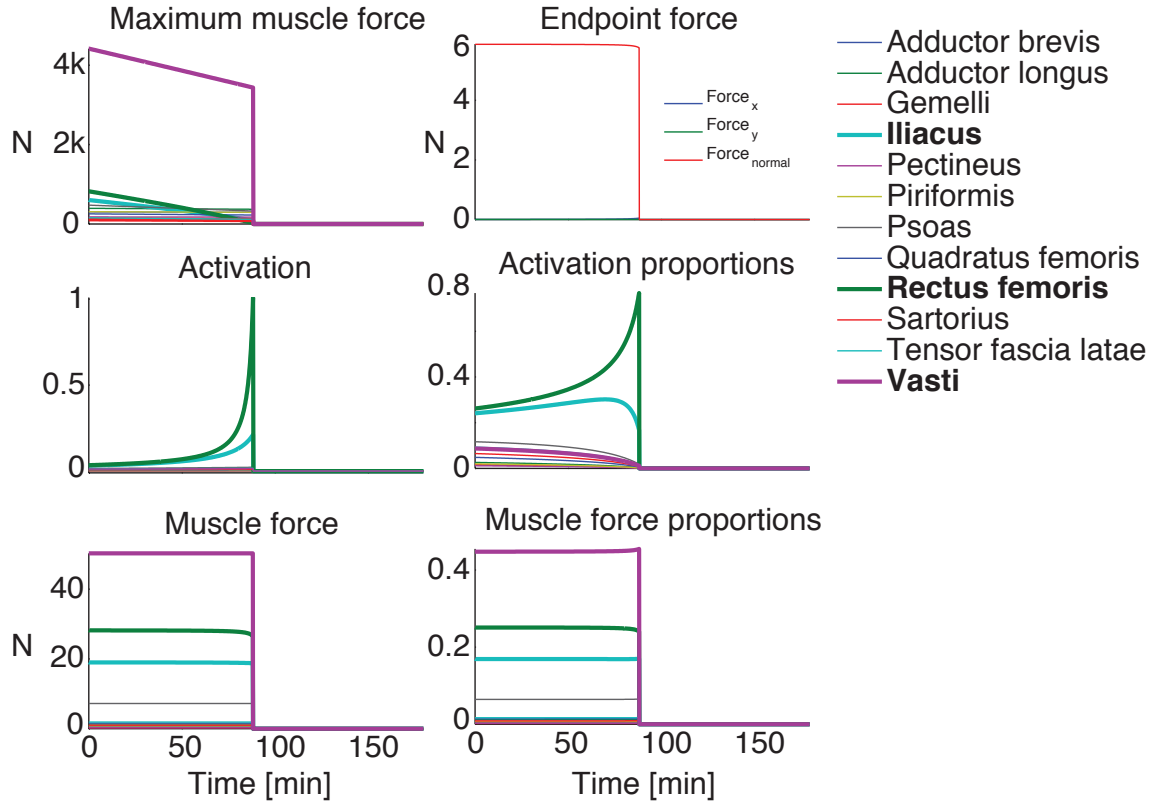 Maximum muscle force
4k
2k
0
N
Endpoint force
6
4
2
0
N
Force_x
Force_y
Force_normal
Adductor brevis
Adductor longus
Gemelli
Iliacus
Pectineus
Piriformis
Psoas
Quadratus femoris
Rectus femoris
Sartorius
Tensor fascia latae
Vasti
Activation
1
0.5
0
Activation proportions
0.8
0.4
0
Muscle force
40
20
0
N
0 50 100 150
Time [min]
Muscle force proportions
0.4
0.2
0
0 50 100 150
Time [min]